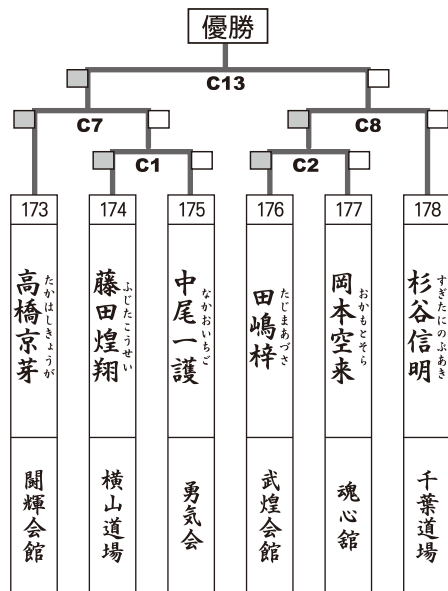 優勝
C13
C7
C8
C1
C2
173
高橋京芽
たかはしきょうが
闘輝会館
174
藤田煌翔
ふじたこうせい
横山道場
175
中尾一護
なかおいちご
勇気会
176
田嶋梓
たじまあづさ
武煌会館
177
岡本空来
おかもとそら
魂心舘
178
杉谷信明
すぎたにのぶあき
千葉道場